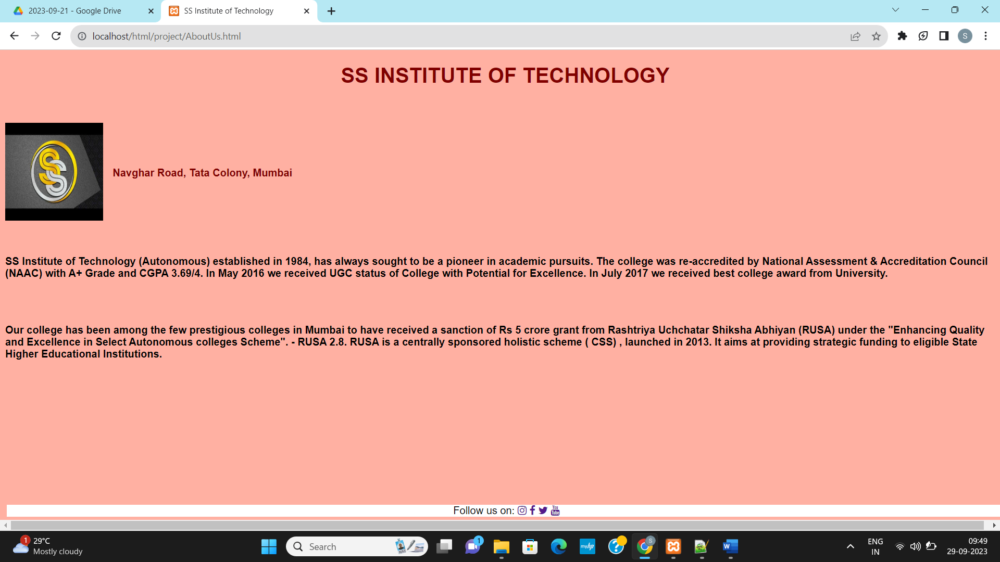 2023-09-21 - Google Drive
SS Institute of Technology
localhost/html/project/AboutUs.html
S
SS INSTITUTE OF TECHNOLOGY
SS
Navghar Road, Tata Colony, Mumbai
SS Institute of Technology (Autonomous) established in 1984, has always sought to be a pioneer in academic pursuits. The college was re-accredited by National Assessment & Accreditation Council
(NAAC) with A+ Grade and CGPA 3.69/4. In May 2016 we received UGC status of College with Potential for Excellence. In July 2017 we received best college award from University.
Our college has been among the few prestigious colleges in Mumbai to have received a sanction of Rs 5 crore grant from Rashtriya Uchchatar Shiksha Abhiyan (RUSA) under the "Enhancing Quality
and Excellence in Select Autonomous colleges Scheme". - RUSA 2.8. RUSA is a centrally sponsored holistic scheme ( CSS) , launched in 2013. It aims at providing strategic funding to eligible State
Higher Educational Institutions.
Follow us on: You Tube
1
29°C
Mostly cloudy
Search
1
myhp
?
S
W
ENG
IN
09:49
29-09-2023